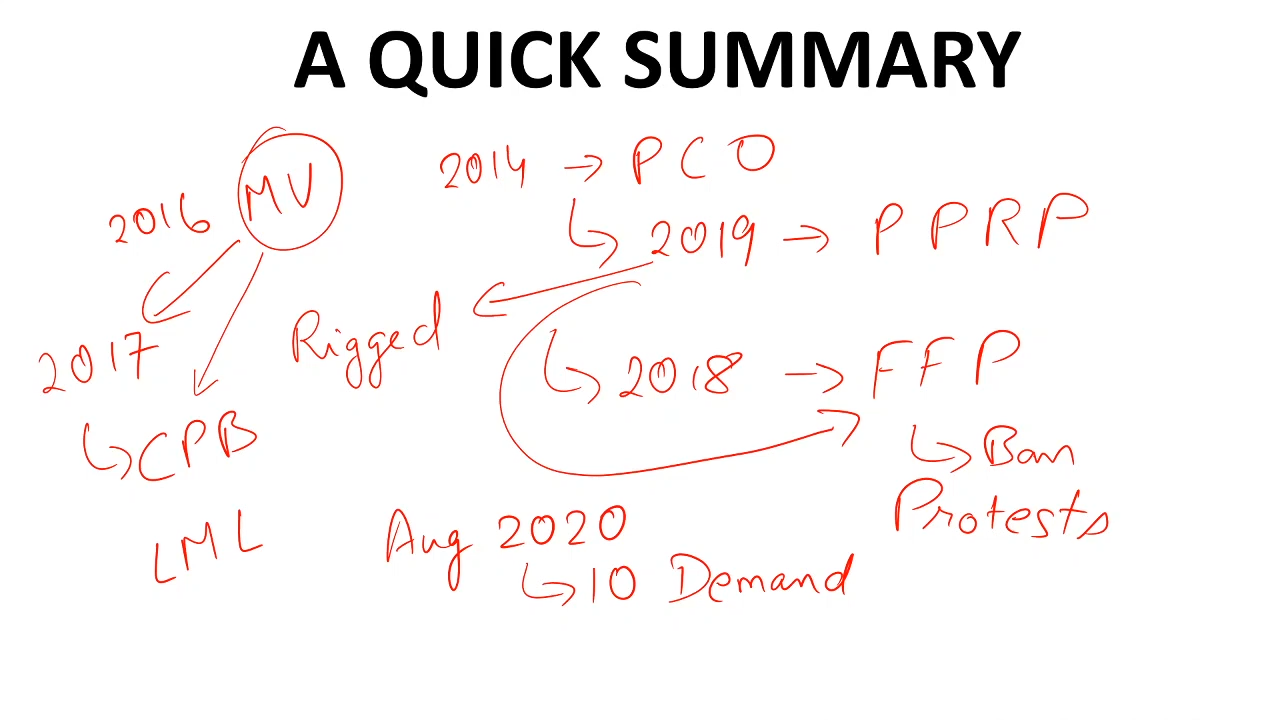 A QUICK SUMMARY
2014 → PCO
2016 MV
↳ 2019 → PPRP
Rigged
2017
↳ 2018 → FFP
↳ CPB
↳ Ban
Protests
LML
Aug 2020
↳ 10 Demand